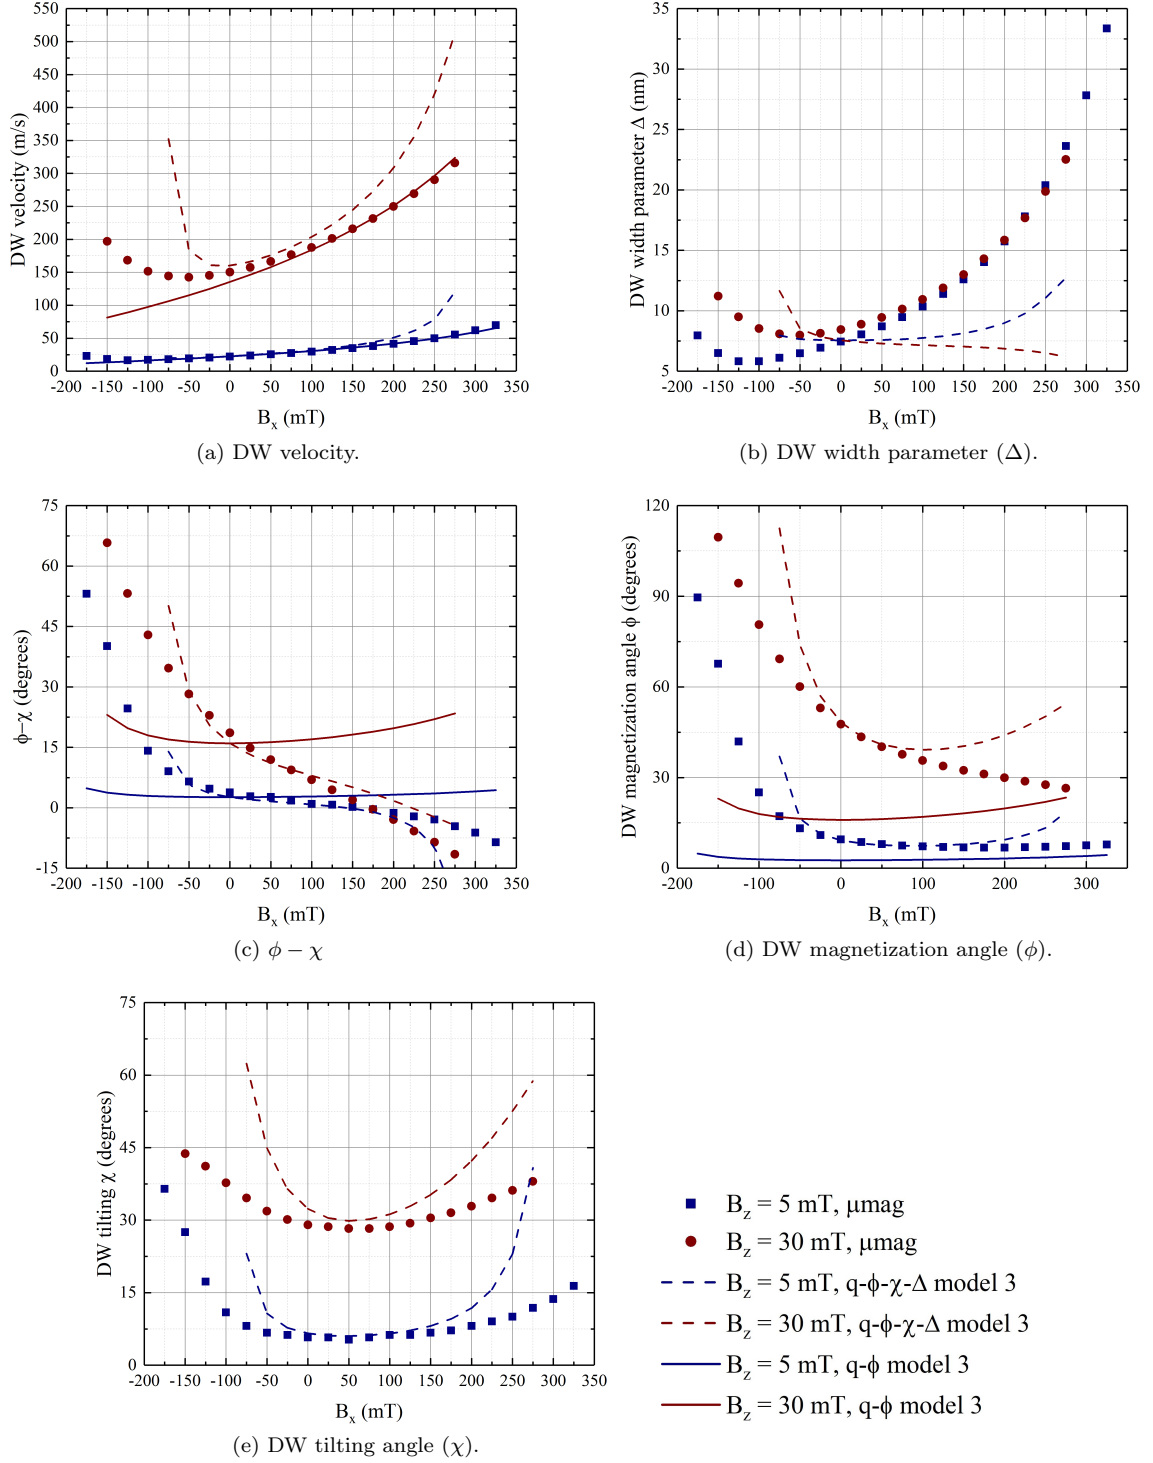 550
500
450
400
350
300
250
200
150
100
50
0
DW velocity (m/s)
-200 -150 -100 -50 0 50 100 150 200 250 300 350
Bx (mT)
(a) DW velocity.
35
30
25
20
15
10
5
DW width parameter Δ (nm)
-200 -150 -100 -50 0 50 100 150 200 250 300 350
Bx (mT)
(b) DW width parameter (Δ).
75
60
45
30
15
0
-15
ϕ–χ (degrees)
-200 -150 -100 -50 0 50 100 150 200 250 300 350
Bx (mT)
(c) ϕ − χ
120
90
60
30
0
DW magnetization angle ϕ (degrees)
-200 -100 0 100 200 300
Bx (mT)
(d) DW magnetization angle (ϕ).
75
60
45
30
15
0
DW tilting χ (degrees)
-200 -150 -100 -50 0 50 100 150 200 250 300 350
Bx (mT)
(e) DW tilting angle (χ).
Bz = 5 mT, μmag
Bz = 30 mT, μmag
Bz = 5 mT, q-ϕ-χ-Δ model 3
Bz = 30 mT, q-ϕ-χ-Δ model 3
Bz = 5 mT, q-ϕ model 3
Bz = 30 mT, q-ϕ model 3